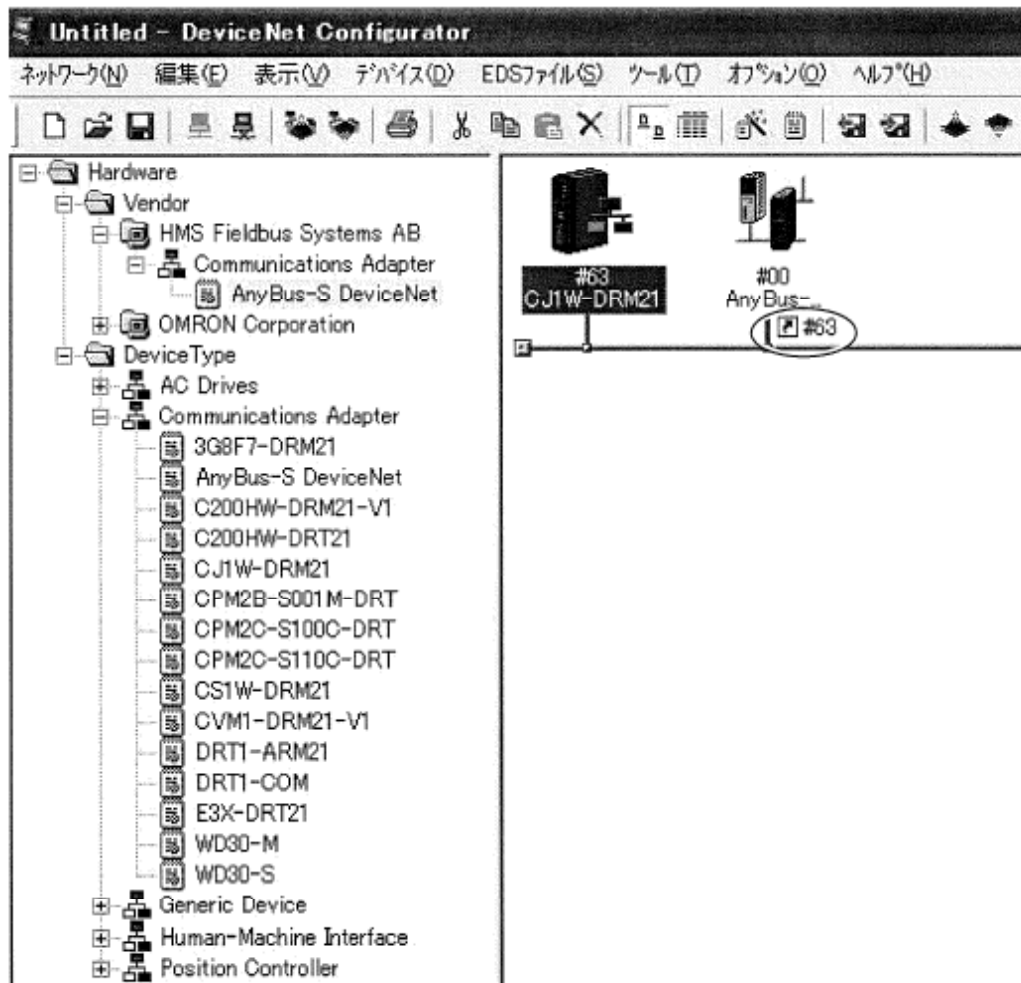 Untitled - DeviceNet Configurator
ネットワーク(N) 編集(E) 表示(V) デバイス(D) EDSファイル(S) ツール(T) オプション(O) ヘルプ(H)
Hardware
Vendor
HMS Fieldbus Systems AB
Communications Adapter
AnyBus-S DeviceNet
OMRON Corporation
DeviceType
AC Drives
Communications Adapter
3G8F7-DRM21
AnyBus-S DeviceNet
C200HW-DRM21-V1
C200HW-DRT21
CJ1W-DRM21
CPM2B-S001M-DRT
CPM2C-S100C-DRT
CPM2C-S110C-DRT
CS1W-DRM21
CVM1-DRM21-V1
DRT1-ARM21
DRT1-COM
E3X-DRT21
WD30-M
WD30-S
Generic Device
Human-Machine Interface
Position Controller
#63
CJ1W-DRM21
#00
AnyBus-...
#63